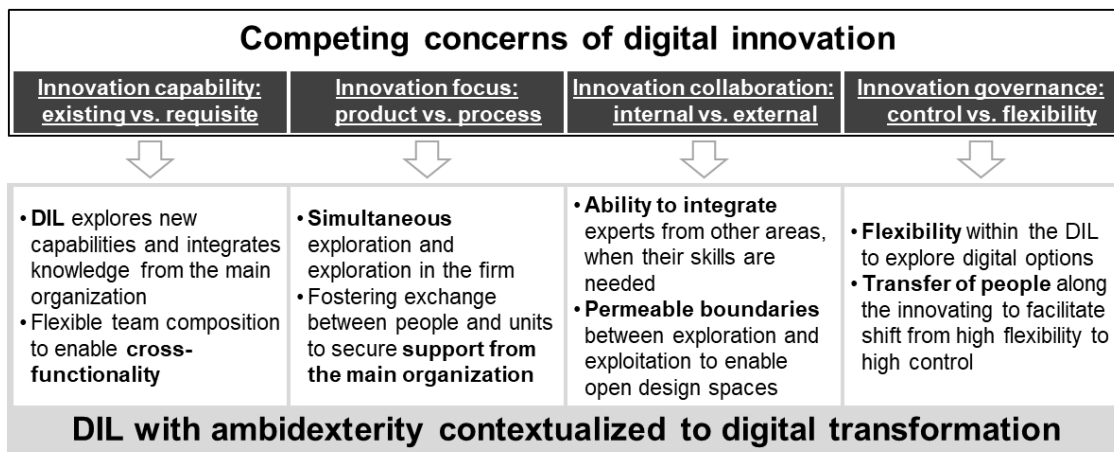 Competing concerns of digital innovation
Innovation capability:
existing vs. requisite
Innovation focus:
product vs. process
Innovation collaboration:
internal vs. external
Innovation governance:
control vs. flexibility
• DIL explores new
capabilities and integrates
knowledge from the main
organization
• Flexible team composition
to enable cross-
functionality
• Simultaneous
exploration and
exploration in the firm
• Fostering exchange
between people and units
to secure support from
the main organization
• Ability to integrate
experts from other areas,
when their skills are
needed
• Permeable boundaries
between exploration and
exploitation to enable
open design spaces
• Flexibility within the DIL
to explore digital options
• Transfer of people along
the innovating to facilitate
shift from high flexibility to
high control
DIL with ambidexterity contextualized to digital transformation